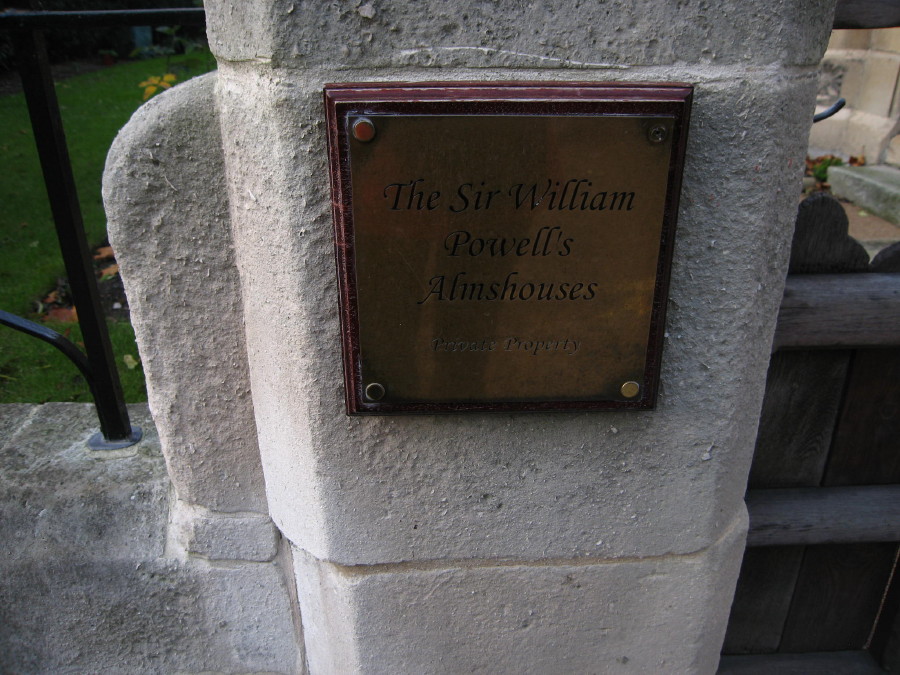 The Sir William
Powell's
Almshouses
Private Property